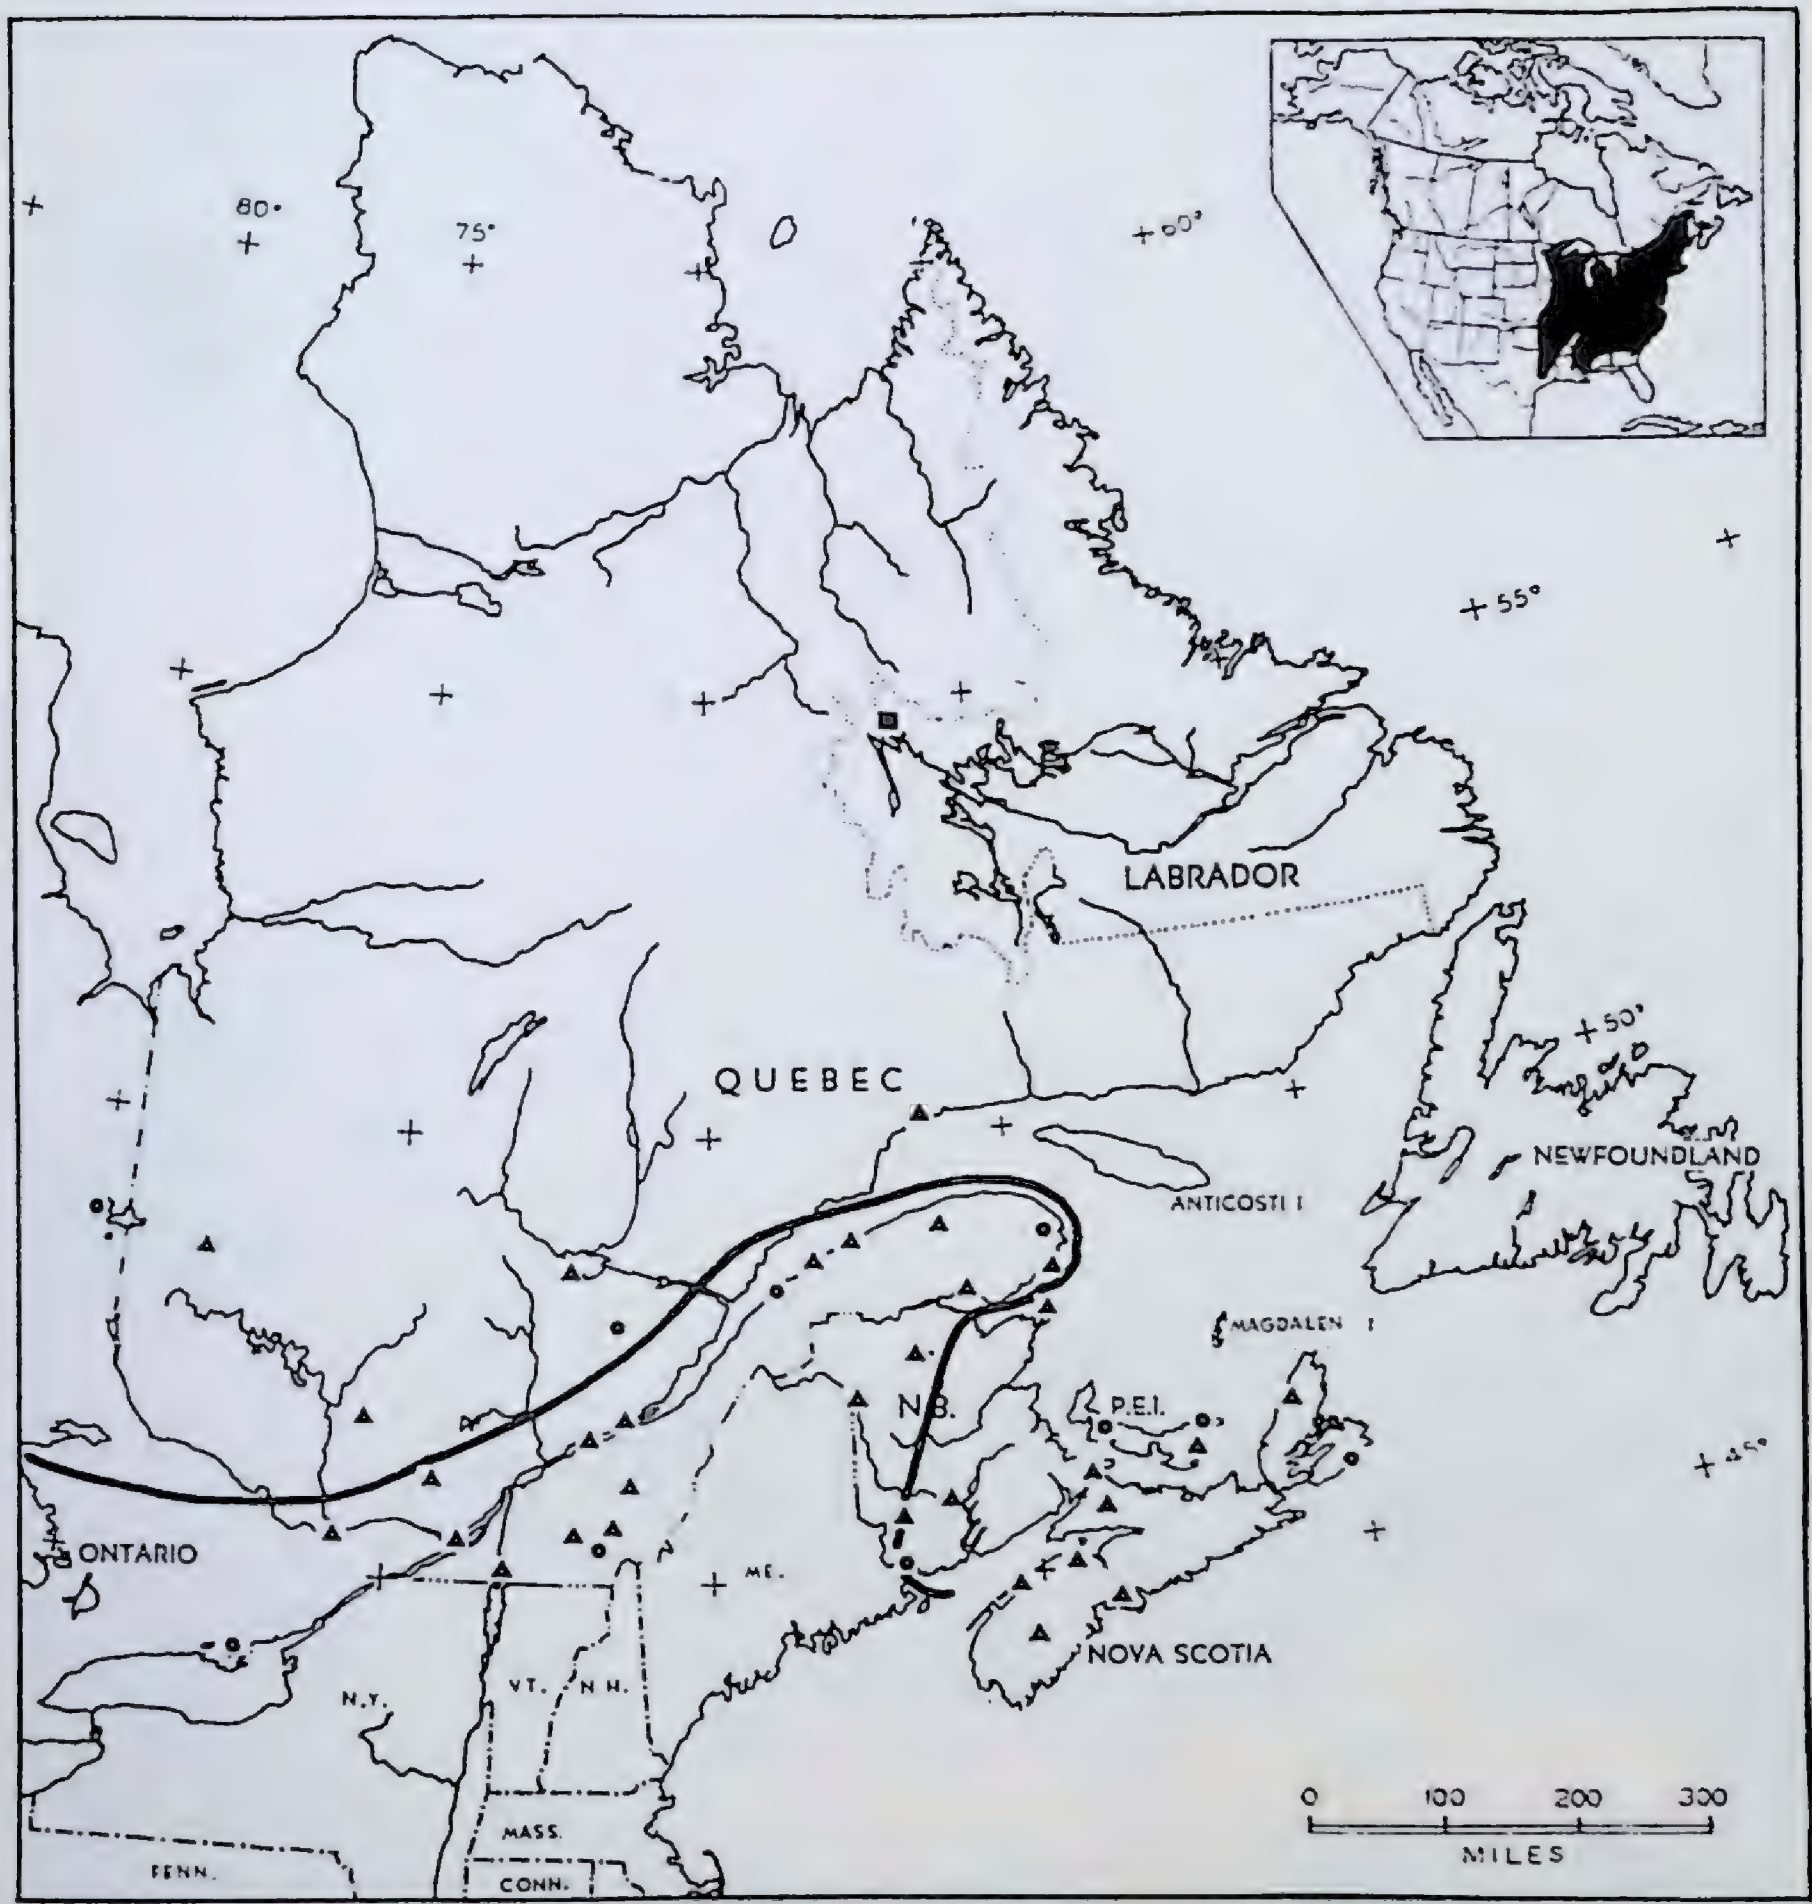 80°
75°
60°
55°
LABRADOR
50°
QUEBEC
NEWFOUNDLAND
ANTICOSTI I
MAGDALEN I
N.B.
P.E.I.
45°
ONTARIO
ME.
NOVA SCOTIA
N.Y.
VT.
N.H.
0 100 200 300
MILES
MASS.
PENN.
CONN.